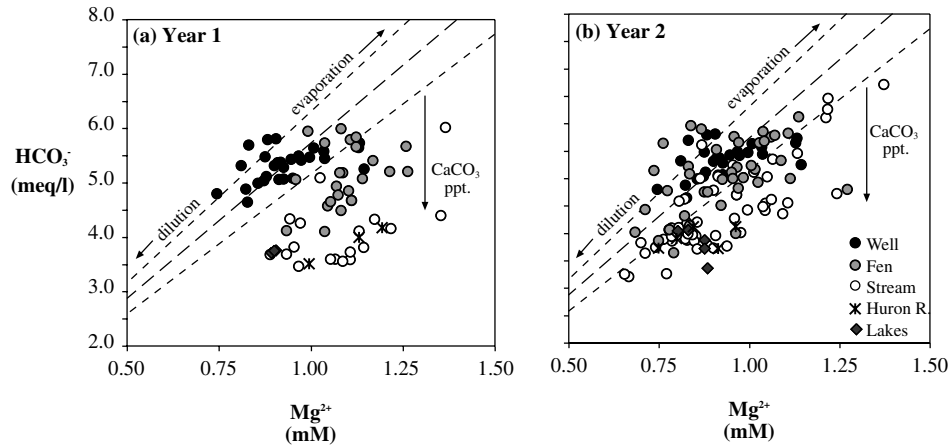 (a) Year 1
(b) Year 2
8.0
7.0
6.0
5.0
4.0
3.0
2.0
HCO₃⁻
(meq/l)
evaporation
dilution
CaCO₃
ppt.
evaporation
dilution
CaCO₃
ppt.
Well
Fen
Stream
Huron R.
Lakes
0.50 0.75 1.00 1.25 1.50
0.50 0.75 1.00 1.25 1.50
Mg²⁺
(mM)
Mg²⁺
(mM)